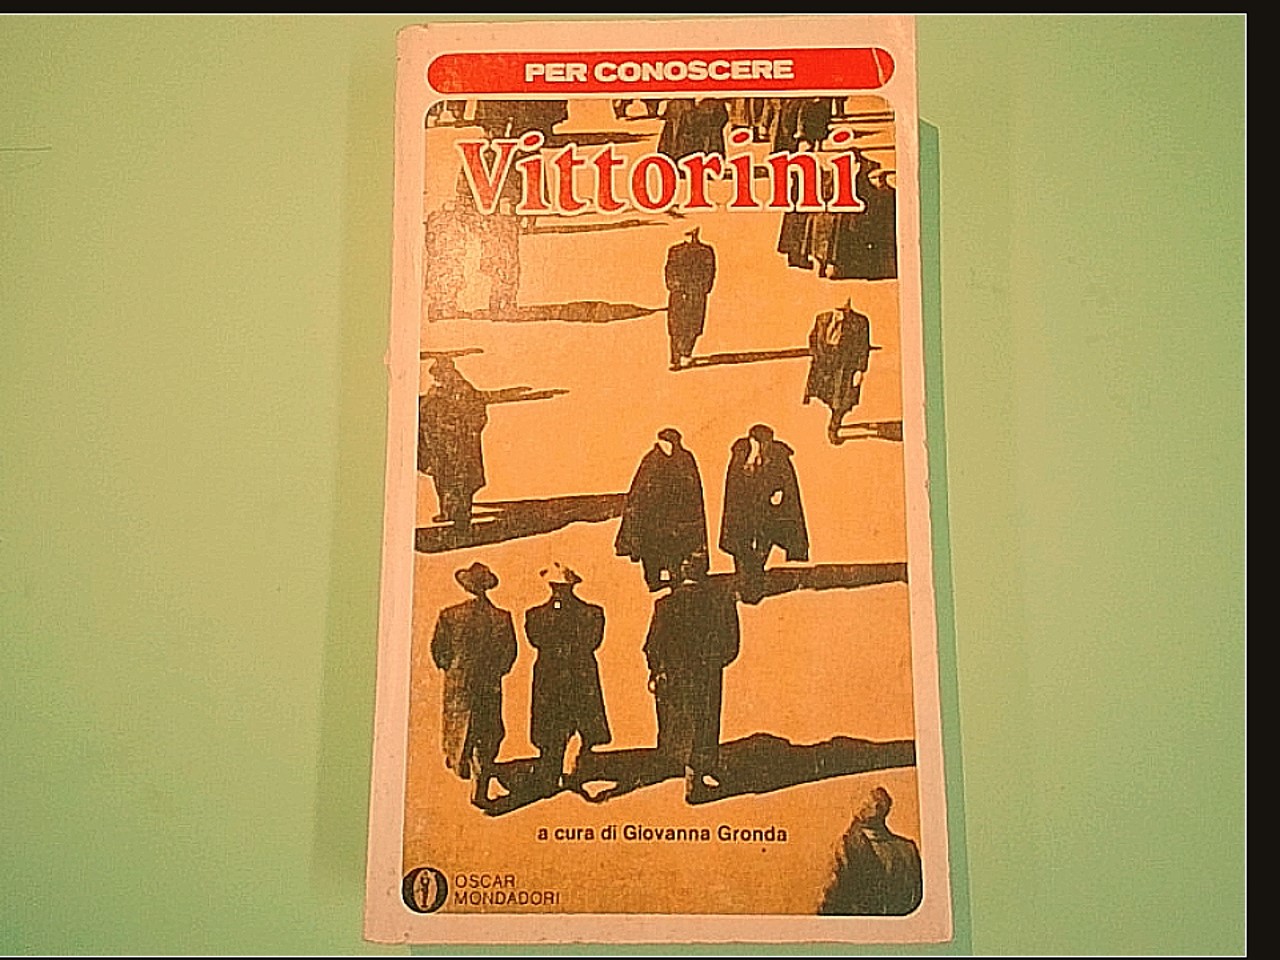 PER CONOSCERE
Vittorini
a cura di Giovanna Gronda
OSCAR
MONDADORI